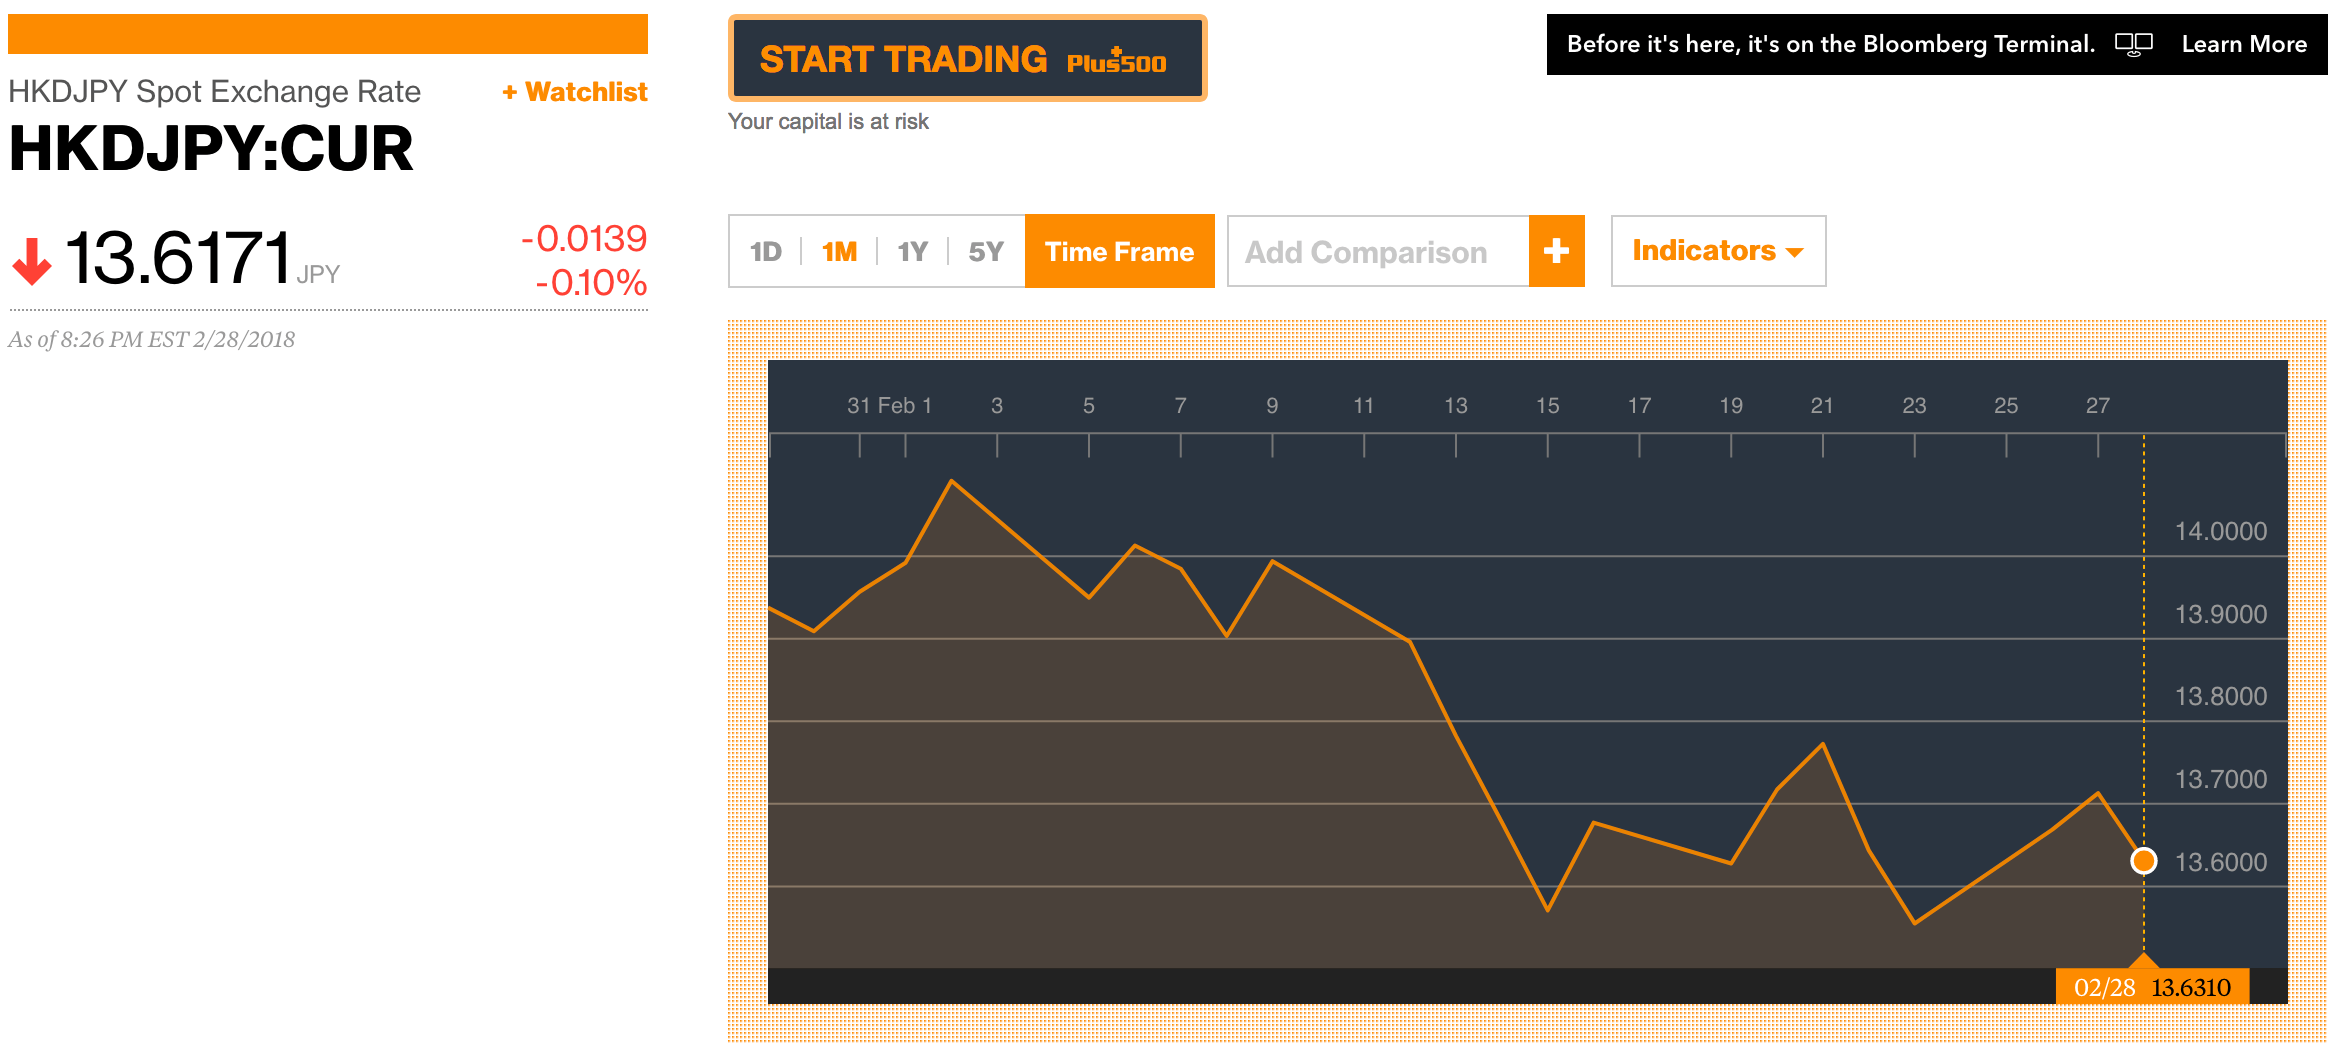 HKDJPY Spot Exchange Rate + Watchlist
HKDJPY:CUR
13.6171 JPY
-0.0139
-0.10%
As of 8:26 PM EST 2/28/2018
START TRADING Plus500
Your capital is at risk
Before it's here, it's on the Bloomberg Terminal. Learn More
1D 1M 1Y 5Y Time Frame Add Comparison + Indicators
31 Feb 1 3 5 7 9 11 13 15 17 19 21 23 25 27
14.0000
13.9000
13.8000
13.7000
13.6000
02/28 13.6310